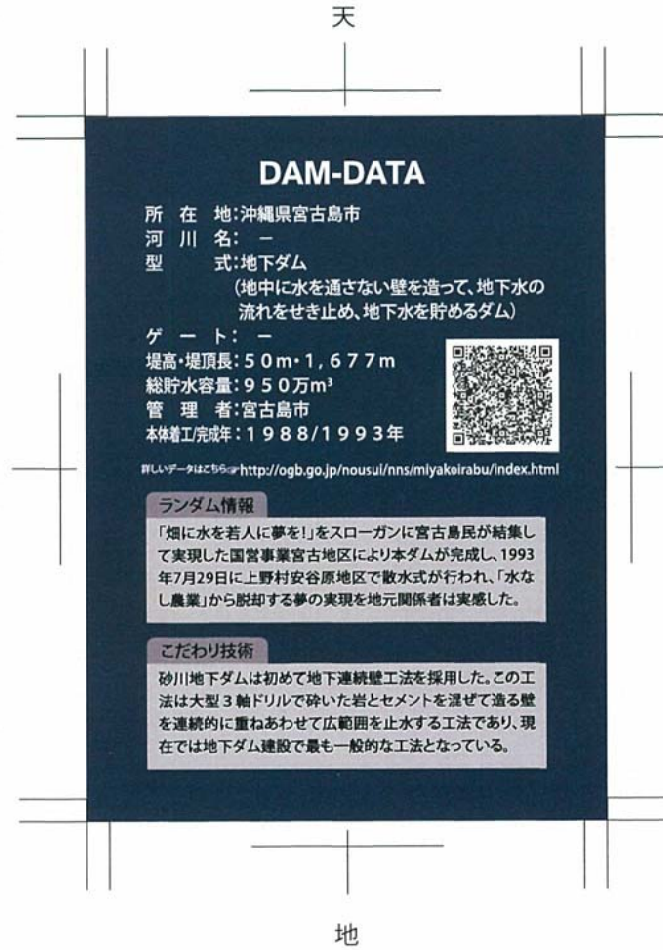 天
DAM-DATA
所在地:沖縄県宮古島市
河川名: －
型式:地下ダム
(地中に水を通さない壁を造って、地下水の
流れをせき止め、地下水を貯めるダム)
ゲート: －
堤高・堤頂長:50m・1,677m
総貯水容量:950万m³
管理者:宮古島市
本体着工/完成年:1988/1993年
詳しいデータはこちら☞http://ogb.go.jp/nousui/nns/miyakoirabu/index.html
ランダム情報
「畑に水を若人に夢を!」をスローガンに宮古島民が結集し
て実現した国営事業宮古地区により本ダムが完成し、1993
年7月29日に上野村安谷原地区で散水式が行われ、「水な
し農業」から脱却する夢の実現を地元関係者は実感した。
こだわり技術
砂川地下ダムは初めて地下連続壁工法を採用した。この工
法は大型3軸ドリルで砕いた岩とセメントを混ぜて造る壁
を連続的に重ねあわせて広範囲を止水する工法であり、現
在では地下ダム建設で最も一般的な工法となっている。
地